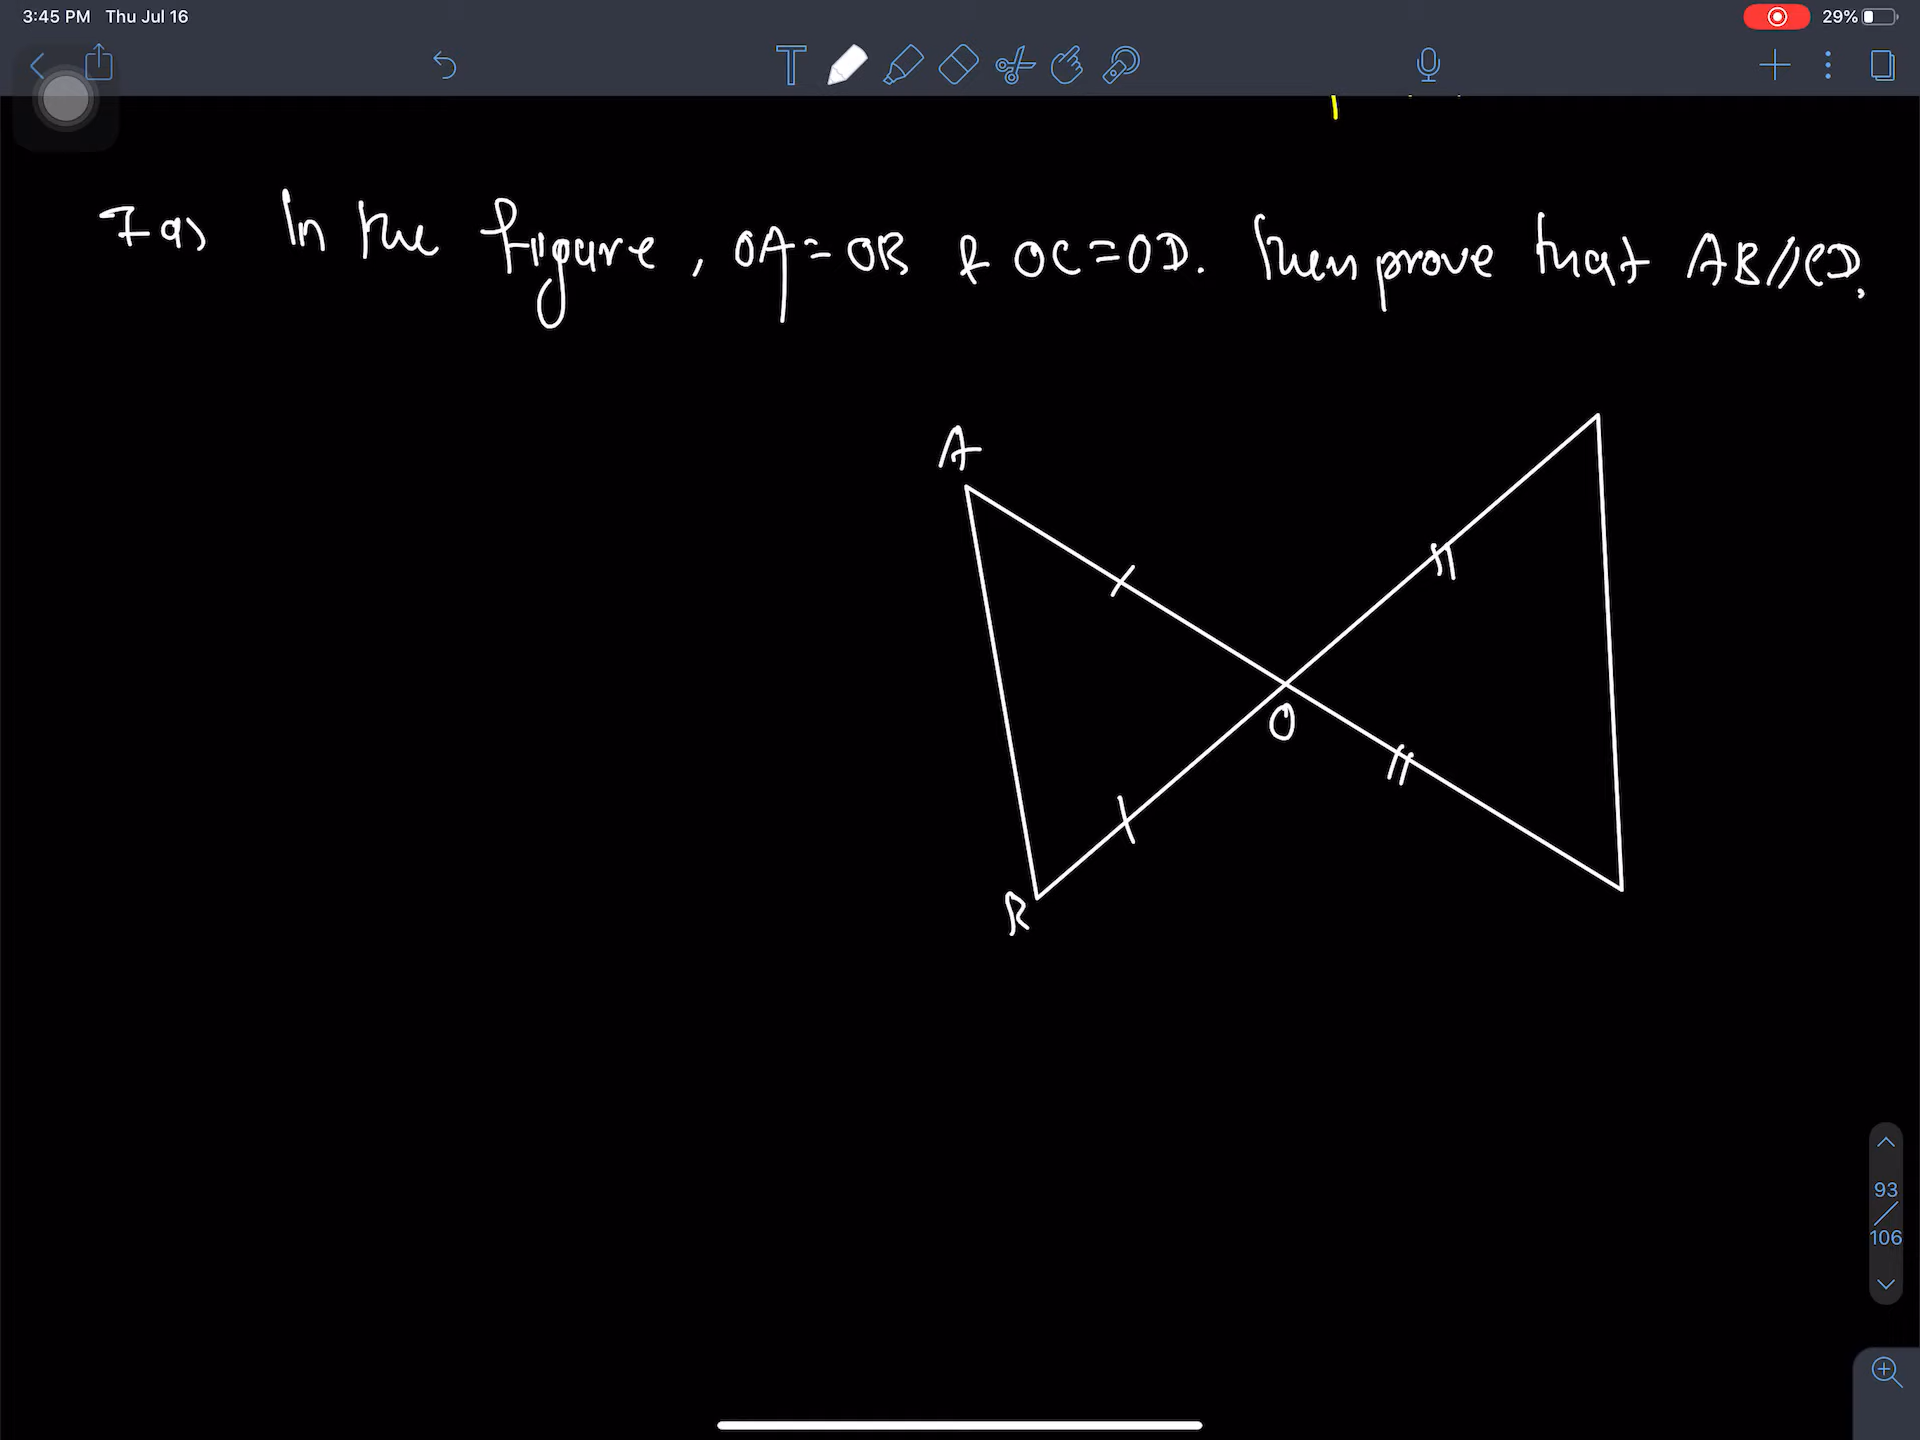 3:45 PM Thu Jul 16
29%
7 a) In the figure, OA = OB & OC = OD. Then prove that AB//CD.
A
O
B
93
106